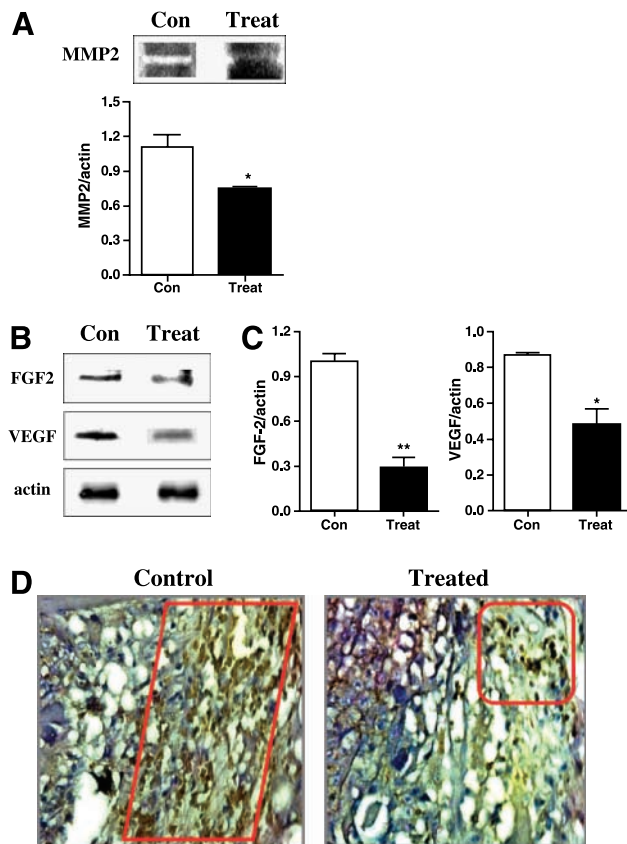 A
Con Treat
MMP2
1.5
1.2
0.9
0.6
0.3
0.0
MMP2/actin
*
Con Treat
B
Con Treat
FGF2
VEGF
actin
C
1.2
0.9
0.6
0.3
0.0
FGF-2/actin
**
Con Treat
1.0
0.8
0.6
0.4
0.2
0.0
VEGF/actin
*
Con Treat
D
Control Treated